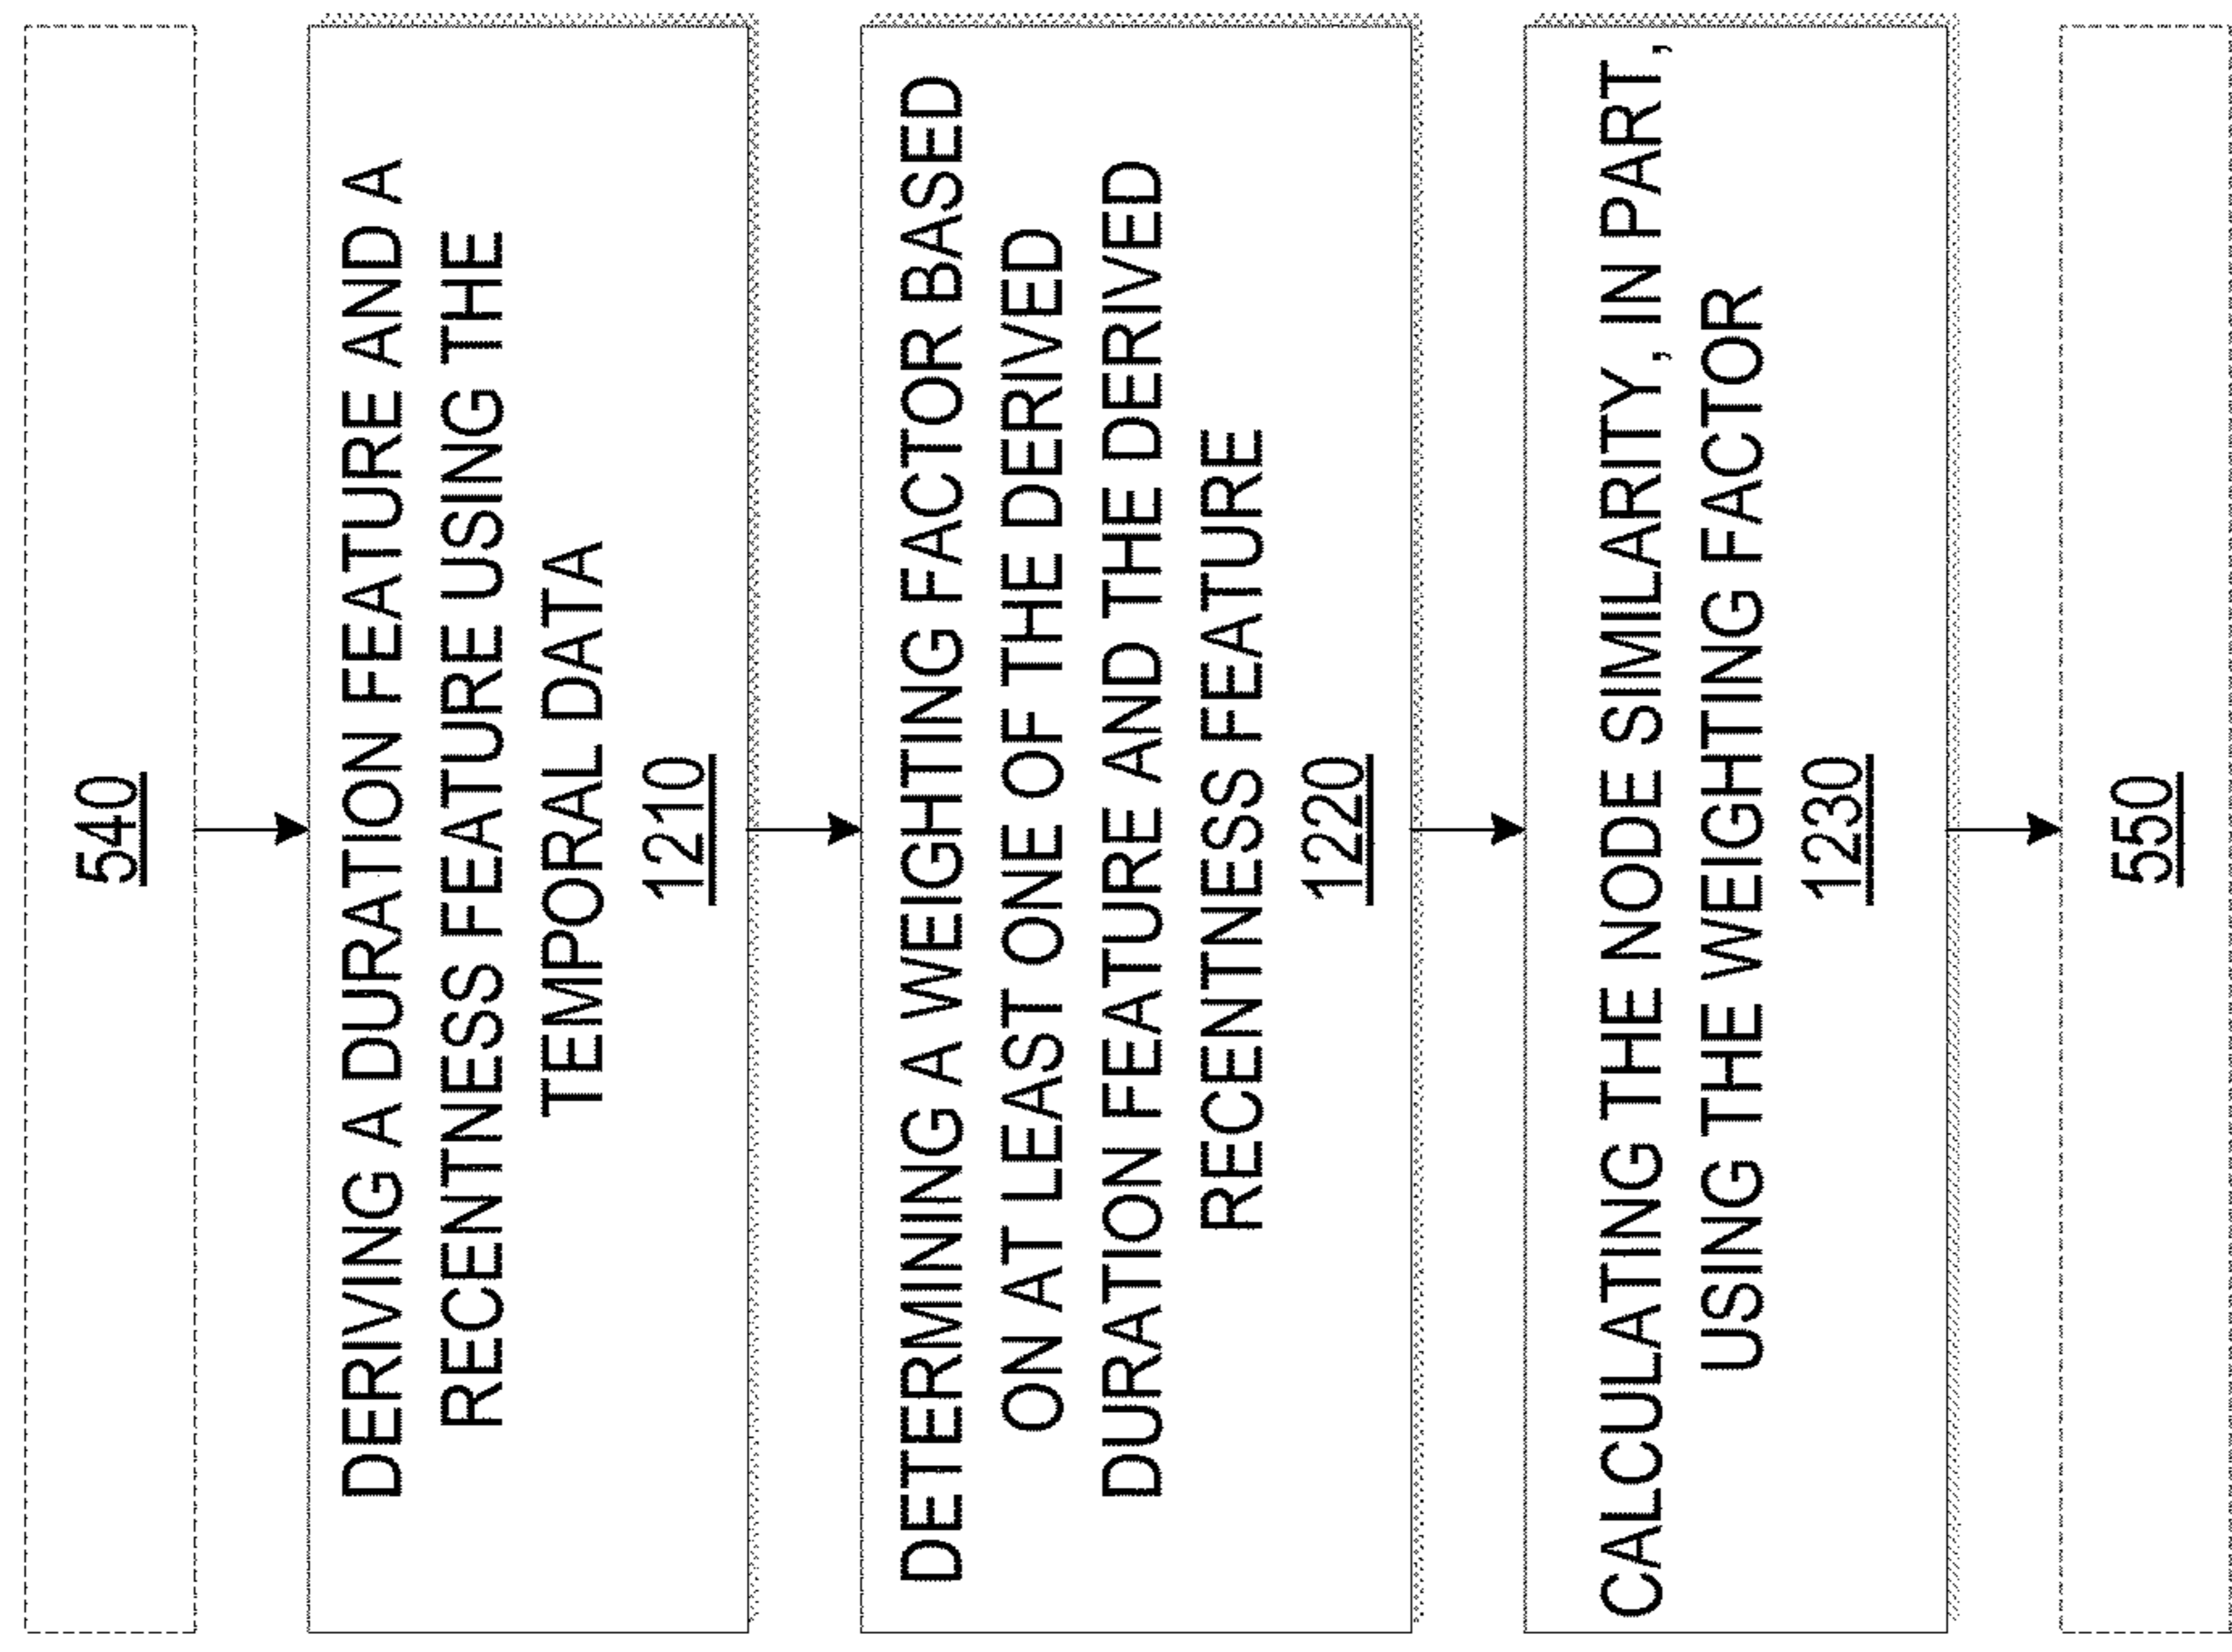 540
DERIVING A DURATION FEATURE AND A
RECENTNESS FEATURE USING THE
TEMPORAL DATA
1210
DETERMINING A WEIGHTING FACTOR BASED
ON AT LEAST ONE OF THE DERIVED
DURATION FEATURE AND THE DERIVED
RECENTNESS FEATURE
1220
CALCULATING THE NODE SIMILARITY, IN PART,
USING THE WEIGHTING FACTOR
1230
550